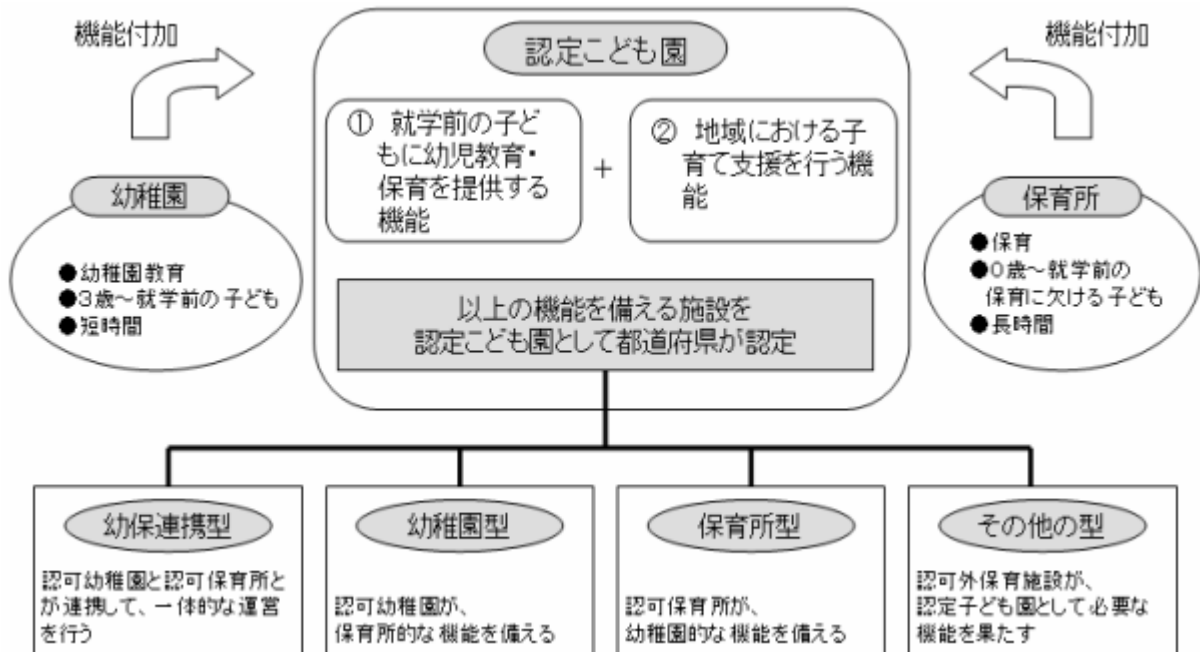 機能付加
機能付加
認定こども園
① 就学前の子ど
もに幼児教育・
保育を提供する
機能
+
② 地域における子
育て支援を行う機
能
幼稚園
●幼稚園教育
●3歳～就学前の子ども
●短時間
保育所
●保育
●0歳～就学前の
保育に欠ける子ども
●長時間
以上の機能を備える施設を
認定こども園として都道府県が認定
幼保連携型
認可幼稚園と認可保育所と
が連携して、一体的な運営
を行う
幼稚園型
認可幼稚園が、
保育所的な機能を備える
保育所型
認可保育所が、
幼稚園的な機能を備える
その他の型
認可外保育施設が、
認定子ども園として必要な
機能を果たす